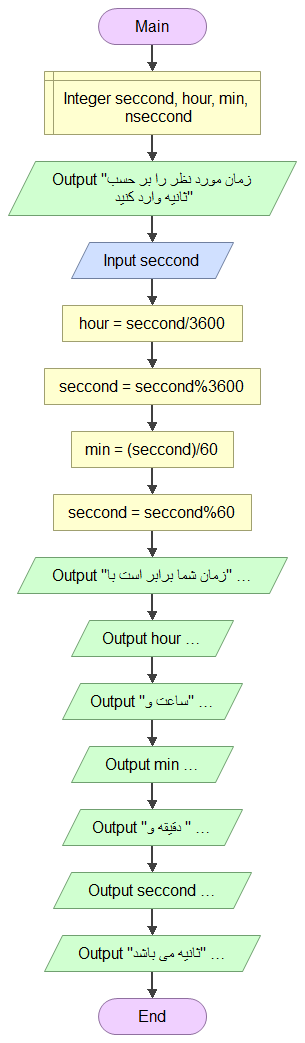 Main
Integer seccond, hour, min,
nseccond
Output "زمان مورد نظر را بر حسب
ثانیه وارد کنید"
Input seccond
hour = seccond/3600
seccond = seccond%3600
min = (seccond)/60
seccond = seccond%60
Output "زمان شما برابر است با" ...
Output hour ...
Output "ساعت و" ...
Output min ...
Output "دقیقه و " ...
Output seccond ...
Output "ثانیه می باشد" ...
End